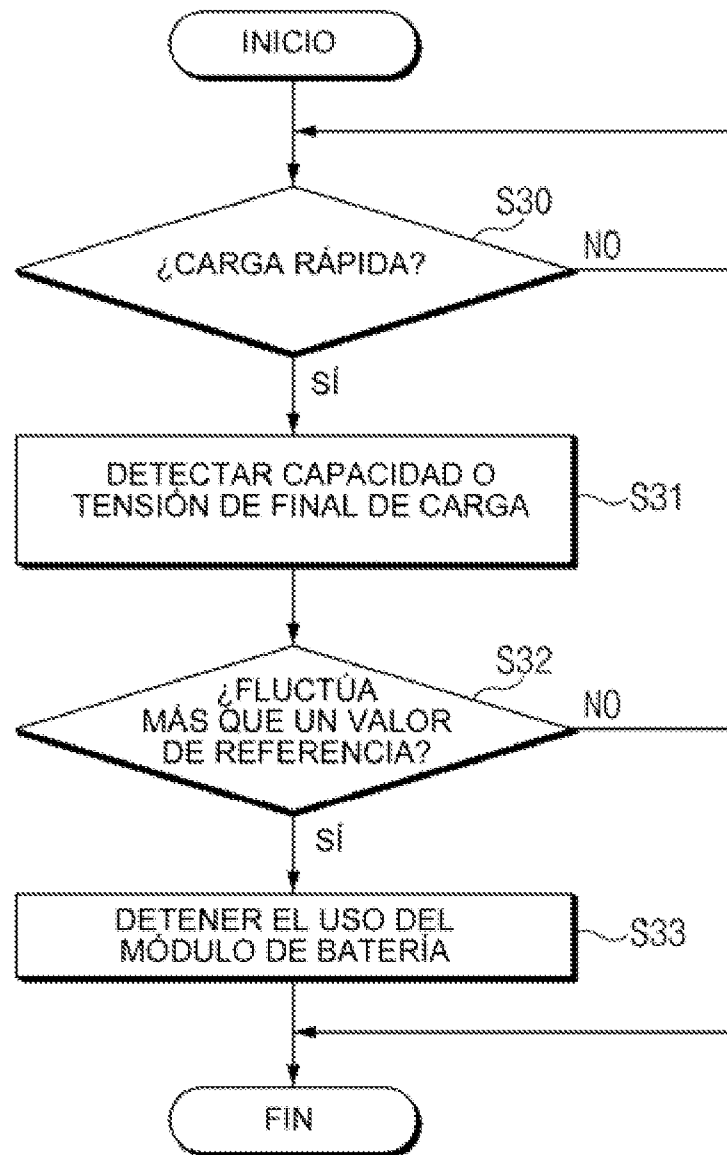 INICIO
S30
¿CARGA RÁPIDA?
NO
SÍ
DETECTAR CAPACIDAD O
TENSIÓN DE FINAL DE CARGA
S31
S32
¿FLUCTÚA
MÁS QUE UN VALOR
DE REFERENCIA?
NO
SÍ
DETENER EL USO DEL
MÓDULO DE BATERÍA
S33
FIN